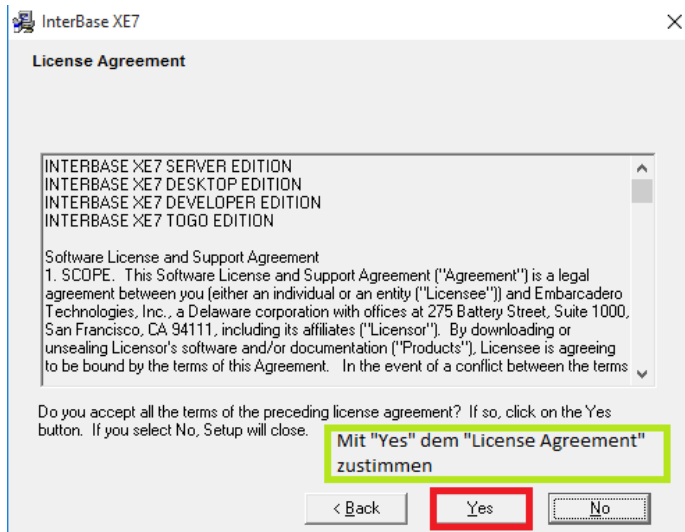 InterBase XE7
License Agreement
INTERBASE XE7 SERVER EDITION
INTERBASE XE7 DESKTOP EDITION
INTERBASE XE7 DEVELOPER EDITION
INTERBASE XE7 TOGO EDITION
Software License and Support Agreement
1. SCOPE.  This Software License and Support Agreement ("Agreement") is a legal
agreement between you (either an individual or an entity ("Licensee")) and Embarcadero
Technologies, Inc., a Delaware corporation with offices at 275 Battery Street, Suite 1000,
San Francisco, CA 94111, including its affiliates ("Licensor").  By downloading or
unsealing Licensor's software and/or documentation ("Products"), Licensee is agreeing
to be bound by the terms of this Agreement.   In the event of a conflict between the terms
Do you accept all the terms of the preceding license agreement?  If so, click on the Yes
button.  If you select No, Setup will close.
Mit "Yes" dem "License Agreement"
zustimmen
< Back
Yes
No